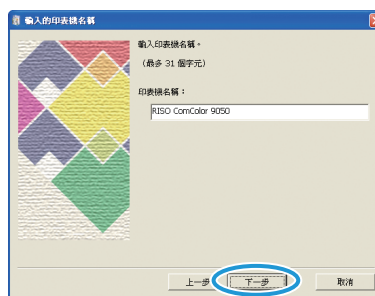 輸入的印表機名稱
輸入印表機名稱。
（最多 31 個字元）
印表機名稱：
RISO ComColor 9050
上一步
下一步
取消